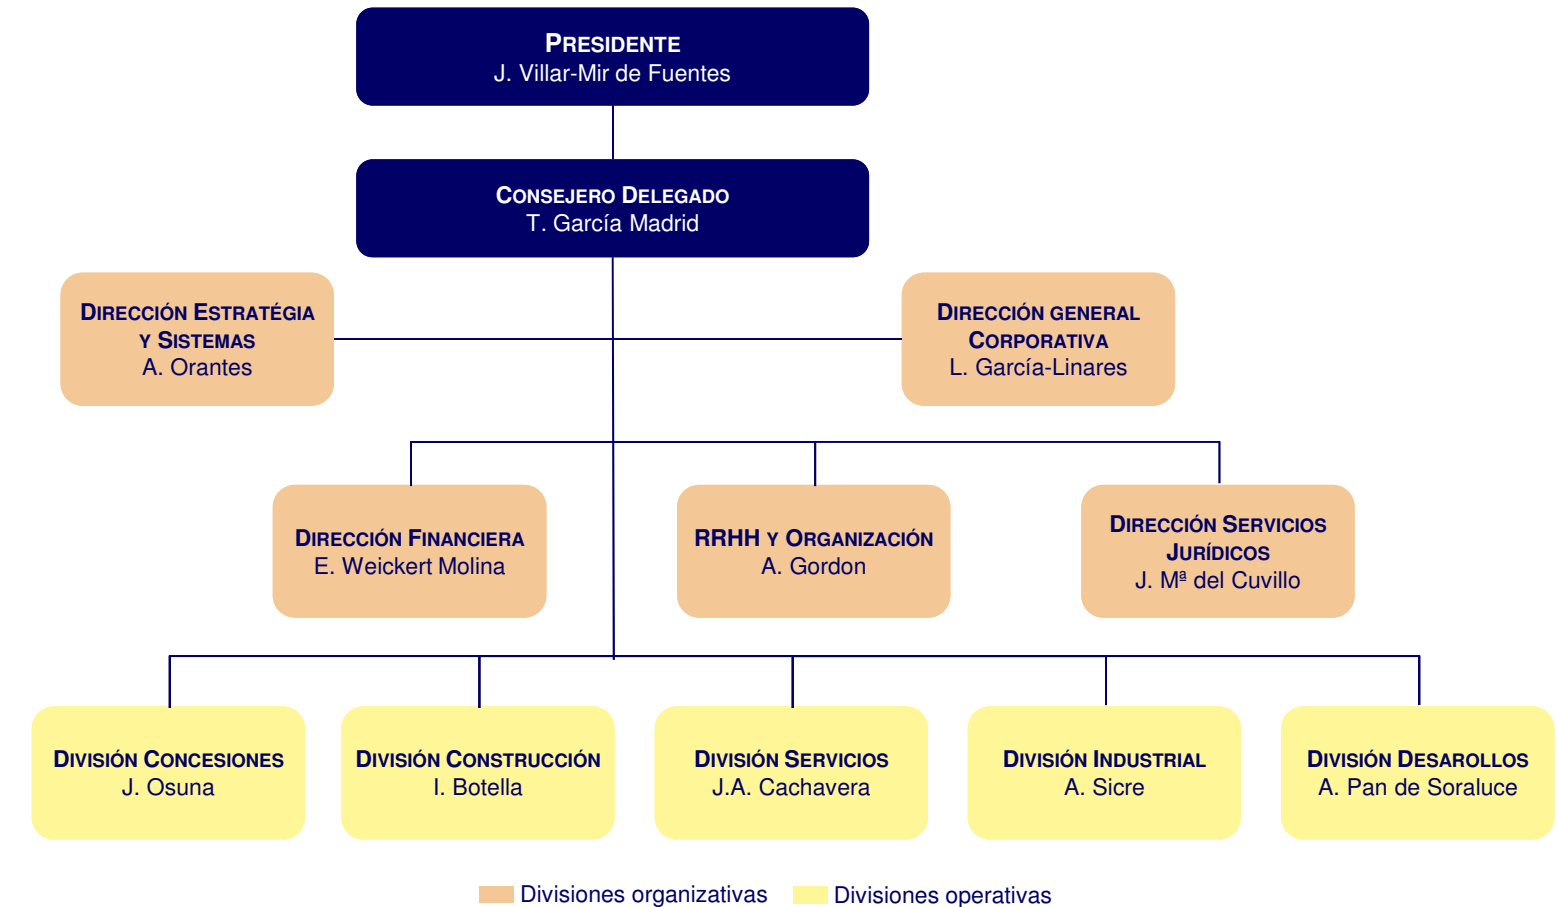 PRESIDENTE
J. Villar-Mir de Fuentes
CONSEJERO DELEGADO
T. García Madrid
DIRECCIÓN ESTRATÉGIA
Y SISTEMAS
A. Orantes
DIRECCIÓN GENERAL
CORPORATIVA
L. García-Linares
DIRECCIÓN FINANCIERA
E. Weickert Molina
RRHH Y ORGANIZACIÓN
A. Gordon
DIRECCIÓN SERVICIOS
JURÍDICOS
J. Mª del Cuvillo
DIVISIÓN CONCESIONES
J. Osuna
DIVISIÓN CONSTRUCCIÓN
I. Botella
DIVISIÓN SERVICIOS
J.A. Cachavera
DIVISIÓN INDUSTRIAL
A. Sicre
DIVISIÓN DESAROLLOS
A. Pan de Soraluce
Divisiones organizativas
Divisiones operativas